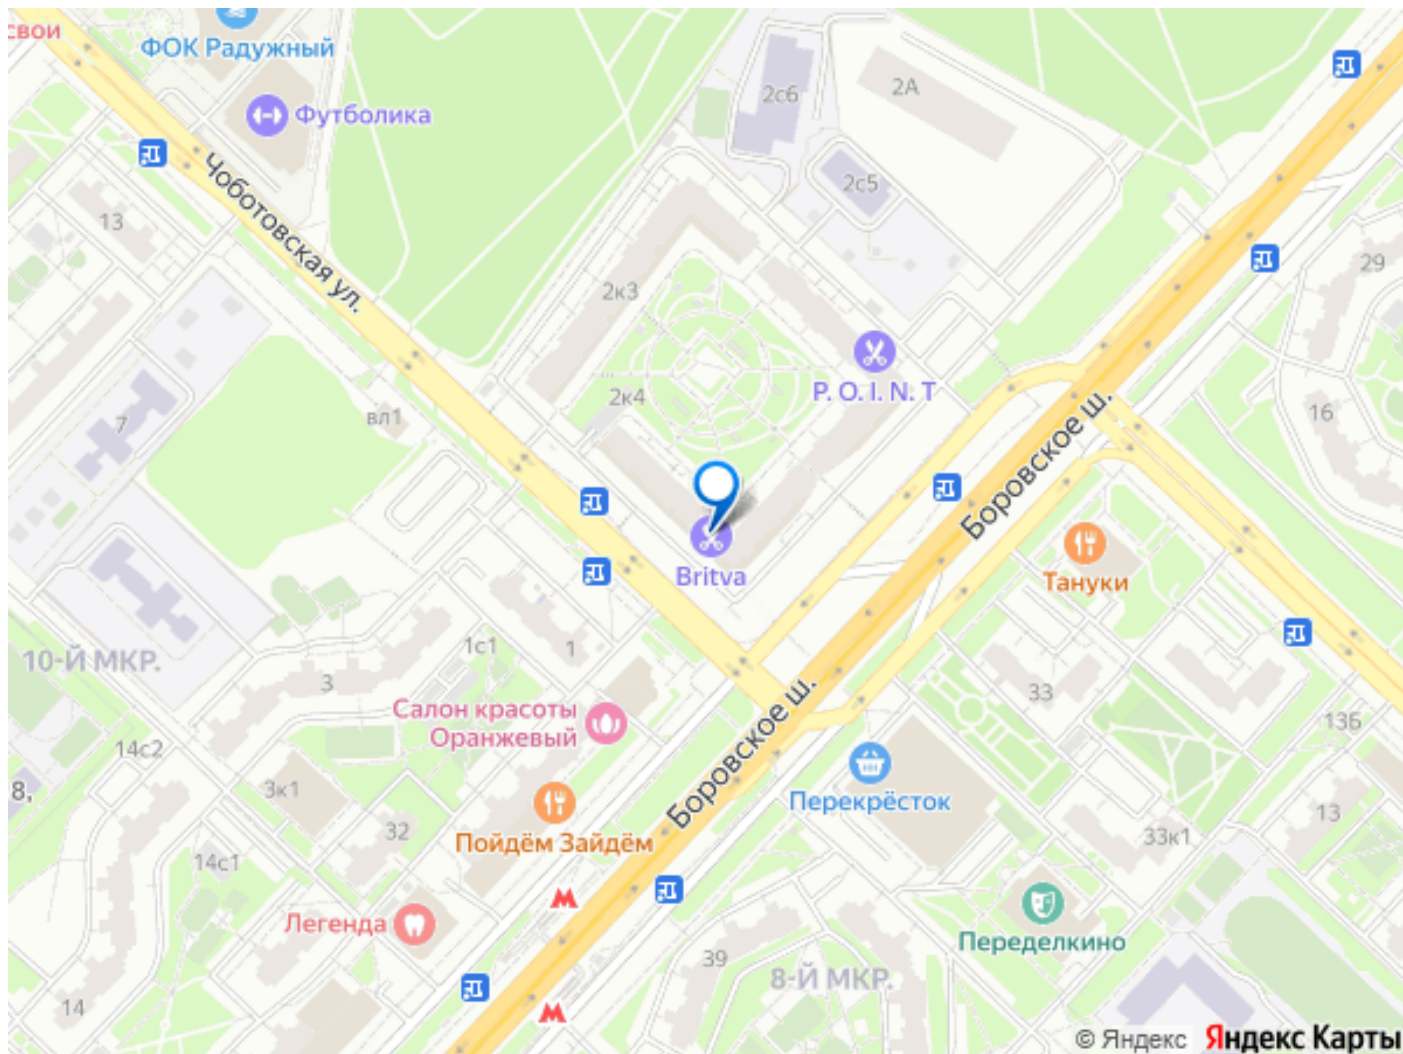 свои
ФОК Радужный
Футболика
2с6
2А
Чоботовская ул.
2с5
13
29
2к3
P. O. I. N. T
2к4
вл1
16
7
Боровское ш.
Britva
Тануки
10-Й МКР.
1с1
1
3
33
Салон красоты
Оранжевый
13Б
14с2
Боровское ш.
3к1
8,
Перекрёсток
32
13
Пойдём Зайдём
33к1
14с1
Легенда
Переделкино
39
8-Й МКР.
14
© Яндекс Яндекс Карты